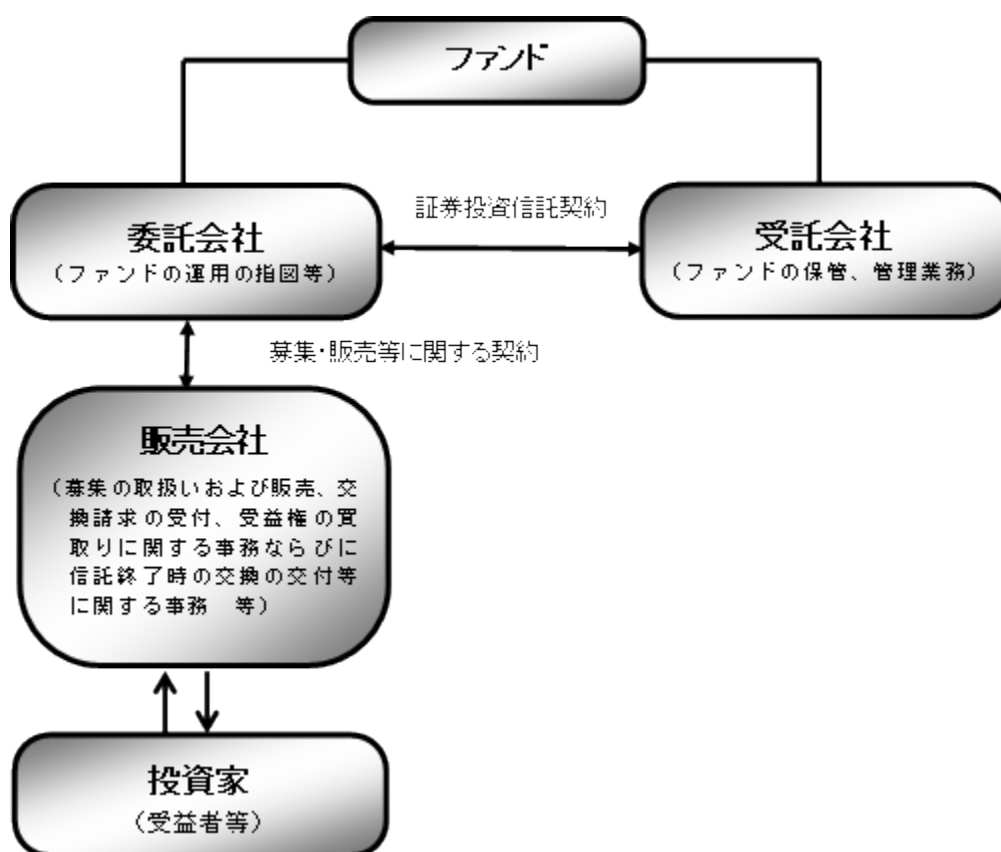 ファンド
証券投資信託契約
委託会社
(ファンドの運用の指図等)
受託会社
(ファンドの保管、管理業務)
募集・販売等に関する契約
販売会社
(募集の取扱いおよび販売、交
換請求の受付、受益権の買
取りに関する事務ならびに
信託終了時の交換の交付等
に関する事務　等)
投資家
(受益者等)